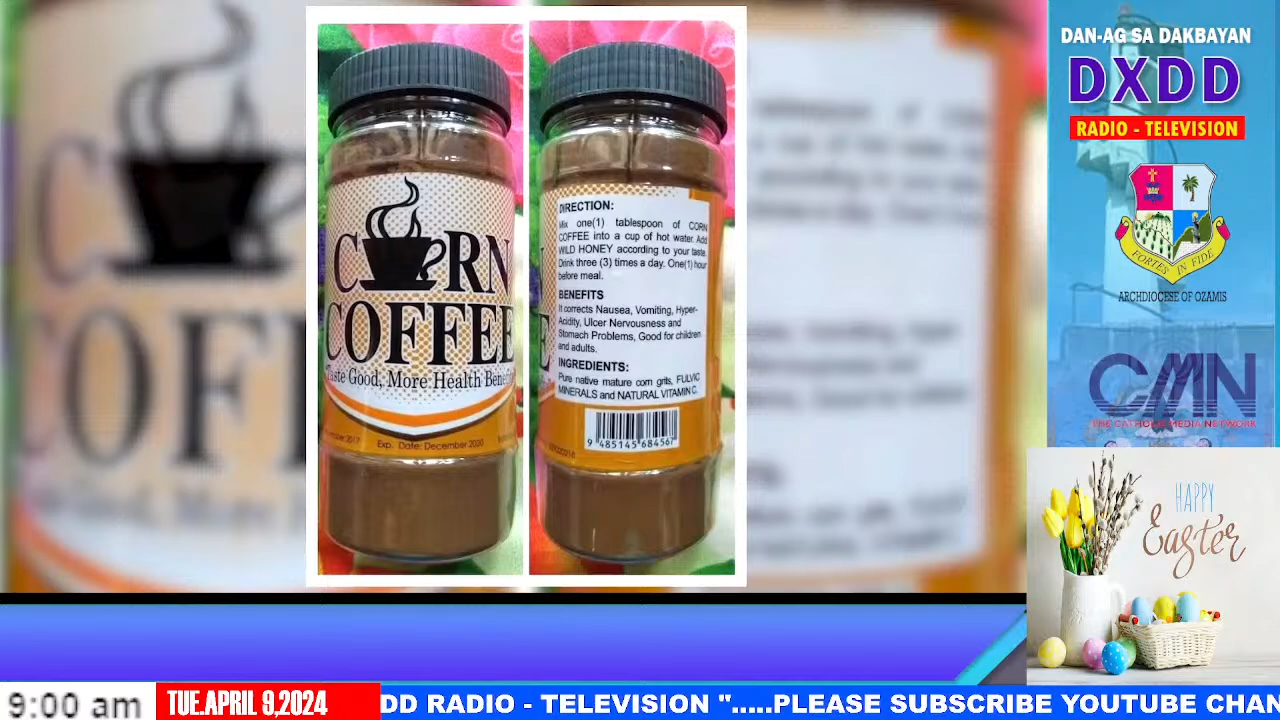 CORN
COFFEE
Taste Good, More Health
Exp. Date: December 2020
DIRECTION:
Mix one(1) tablespoon of CORN
COFFEE into a cup of hot water. Add
WILD HONEY according to your taste.
Drink three (3) times a day. One(1) hour
before meal.
BENEFITS
It corrects Nausea, Vomiting, Hyper-
Acidity, Ulcer Nervousness and
Stomach Problems, Good for children
and adults.
INGREDIENTS:
Pure native mature corn grits, FULVIC
MINERALS and NATURAL VITAMIN C.
9 485145 684567
DAN-AG SA DAKBAYAN
DXDD
RADIO - TELEVISION
FORTES IN FIDE
ARCHDIOCESE OF OZAMIS
CMN
THE CATHOLIC MEDIA NETWORK
HAPPY
Easter
9:00 am
TUE.APRIL 9,2024
DD RADIO - TELEVISION ".....PLEASE SUBSCRIBE YOUTUBE CHAN